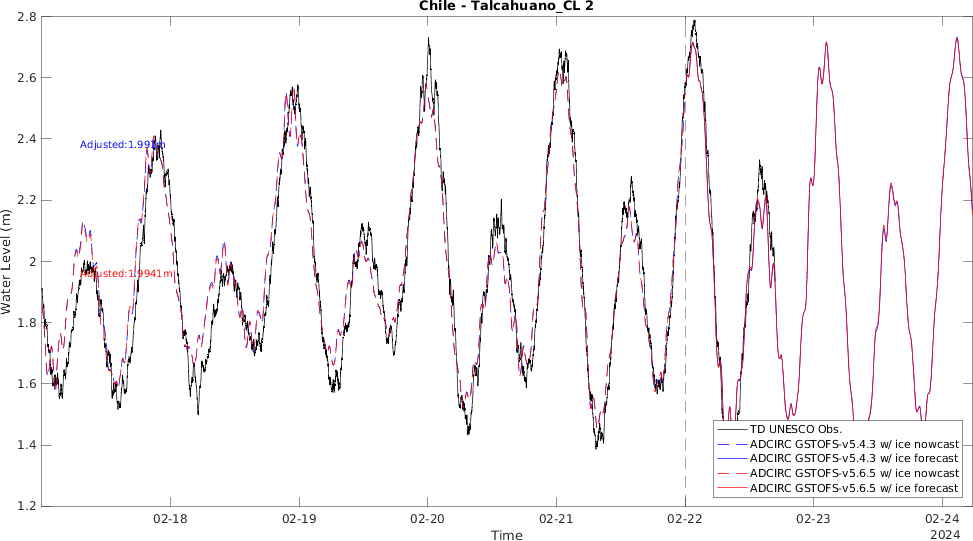 Chile - Talcahuano_CL 2
2.8
2.6
2.4
2.2
2
1.8
1.6
1.4
1.2
Water Level (m)
Adjusted:1.991m
Adjusted:1.9941m
TD UNESCO Obs.
ADCIRC GSTOFS-v5.4.3 w/ ice nowcast
ADCIRC GSTOFS-v5.4.3 w/ ice forecast
ADCIRC GSTOFS-v5.6.5 w/ ice nowcast
ADCIRC GSTOFS-v5.6.5 w/ ice forecast
02-18
02-19
02-20
02-21
02-22
02-23
02-24
Time
2024